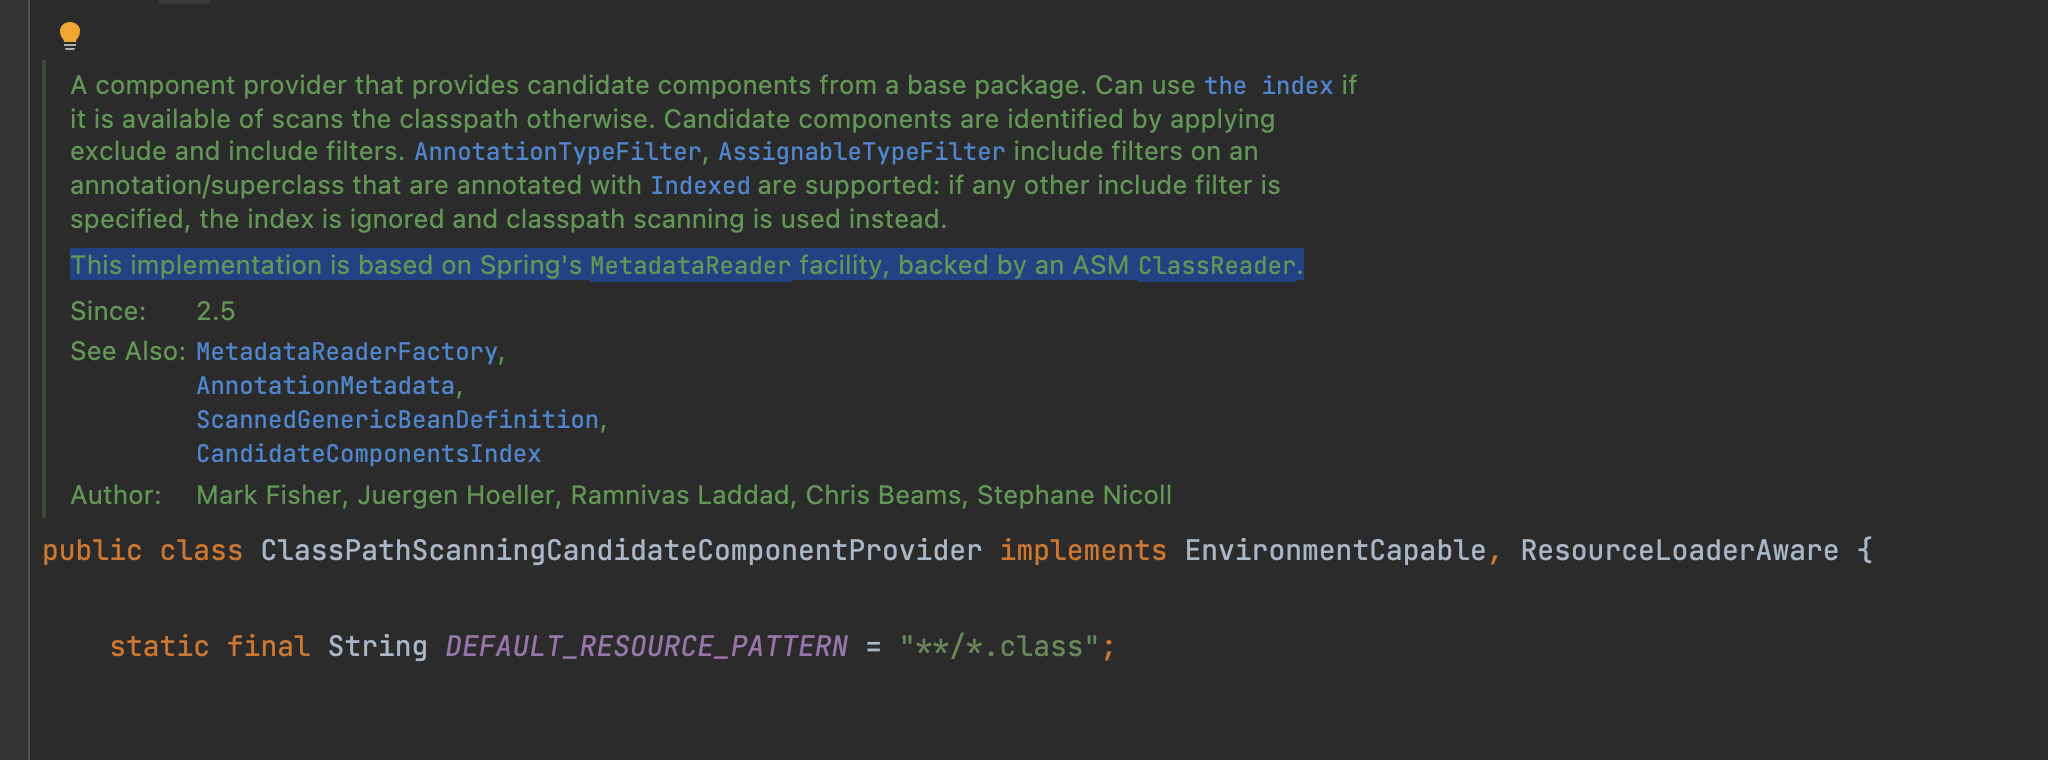 A component provider that provides candidate components from a base package. Can use the index if
it is available of scans the classpath otherwise. Candidate components are identified by applying
exclude and include filters. AnnotationTypeFilter, AssignableTypeFilter include filters on an
annotation/superclass that are annotated with Indexed are supported: if any other include filter is
specified, the index is ignored and classpath scanning is used instead.
This implementation is based on Spring's MetadataReader facility, backed by an ASM ClassReader.
Since: 2.5
See Also: MetadataReaderFactory,
AnnotationMetadata,
ScannedGenericBeanDefinition,
CandidateComponentsIndex
Author: Mark Fisher, Juergen Hoeller, Ramnivas Laddad, Chris Beams, Stephane Nicoll
public class ClassPathScanningCandidateComponentProvider implements EnvironmentCapable, ResourceLoaderAware {
static final String DEFAULT_RESOURCE_PATTERN = "**/*.class";